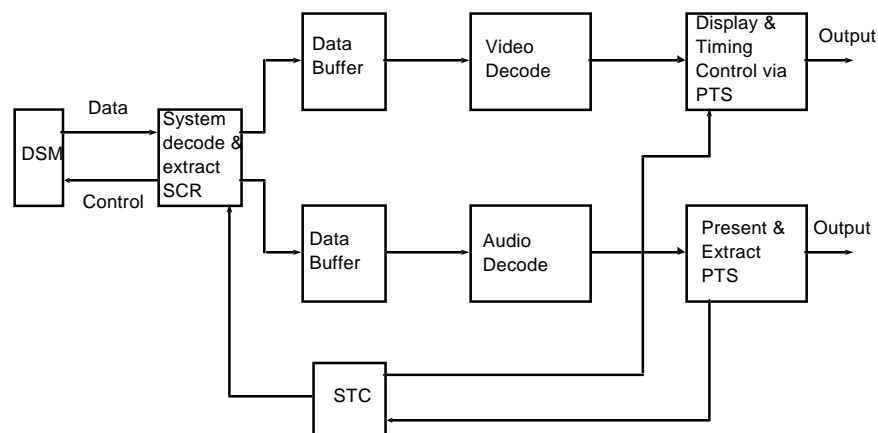 Data
Buffer
Video
Decode
Display &
Timing
Control via
PTS
Output
Data
DSM
Control
System
decode &
extract
SCR
Data
Buffer
Audio
Decode
Present &
Extract
PTS
Output
STC